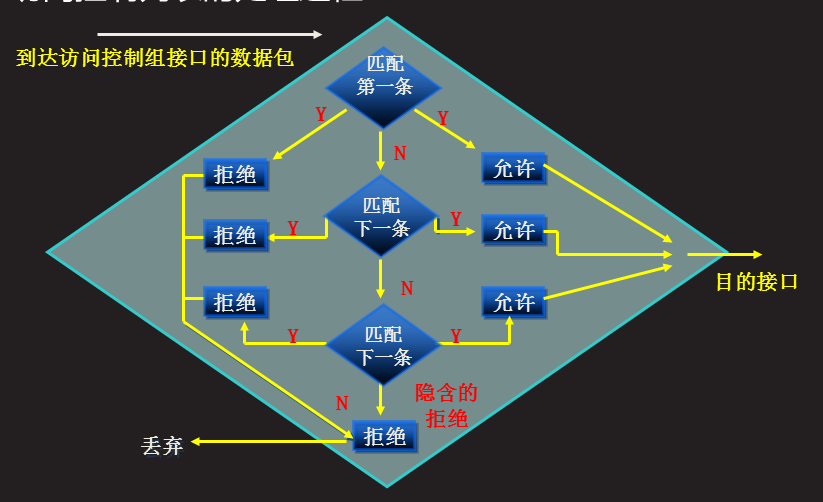 到达访问控制组接口的数据包
匹配
第一条
Y
Y
N
拒绝
允许
匹配
下一条
Y
Y
拒绝
允许
N
目的接口
拒绝
允许
匹配
下一条
Y
Y
N
隐含的
拒绝
拒绝
丢弃